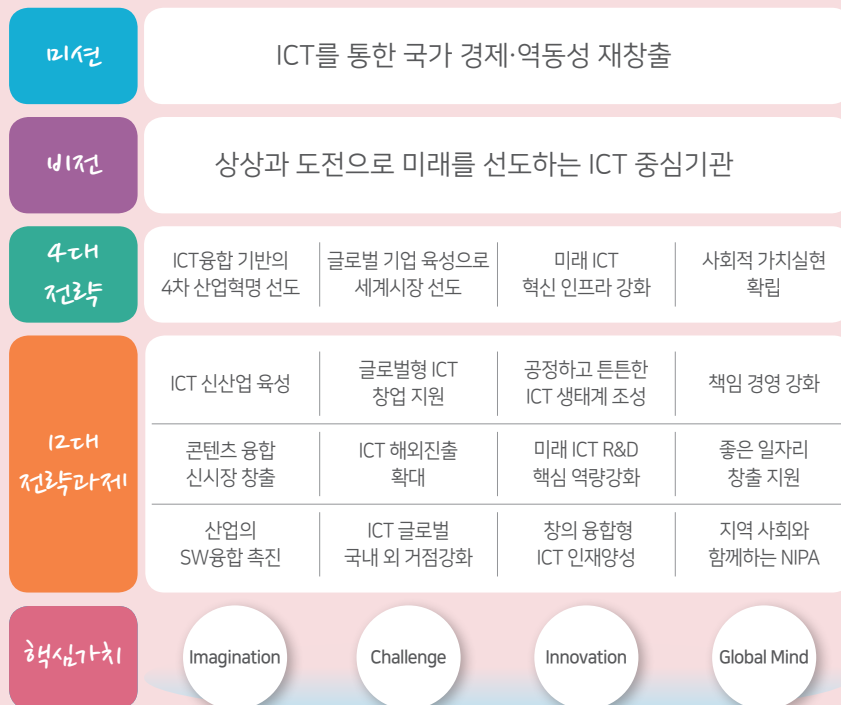 미션
ICT를 통한 국가 경제·역동성 재창출
비전
상상과 도전으로 미래를 선도하는 ICT 중심기관
4대
전략
ICT융합 기반의
4차 산업혁명 선도
글로벌 기업 육성으로
세계시장 선도
미래 ICT
혁신 인프라 강화
사회적 가치실현
확립
12대
전략과제
ICT 신산업 육성
글로벌형 ICT
창업 지원
공정하고 튼튼한
ICT 생태계 조성
책임 경영 강화
콘텐츠 융합
신시장 창출
ICT 해외진출
확대
미래 ICT R&D
핵심 역량강화
좋은 일자리
창출 지원
산업의
SW융합 촉진
ICT 글로벌
국내 외 거점강화
창의 융합형
ICT 인재양성
지역 사회와
함께하는 NIPA
핵심가치
Imagination
Challenge
Innovation
Global Mind